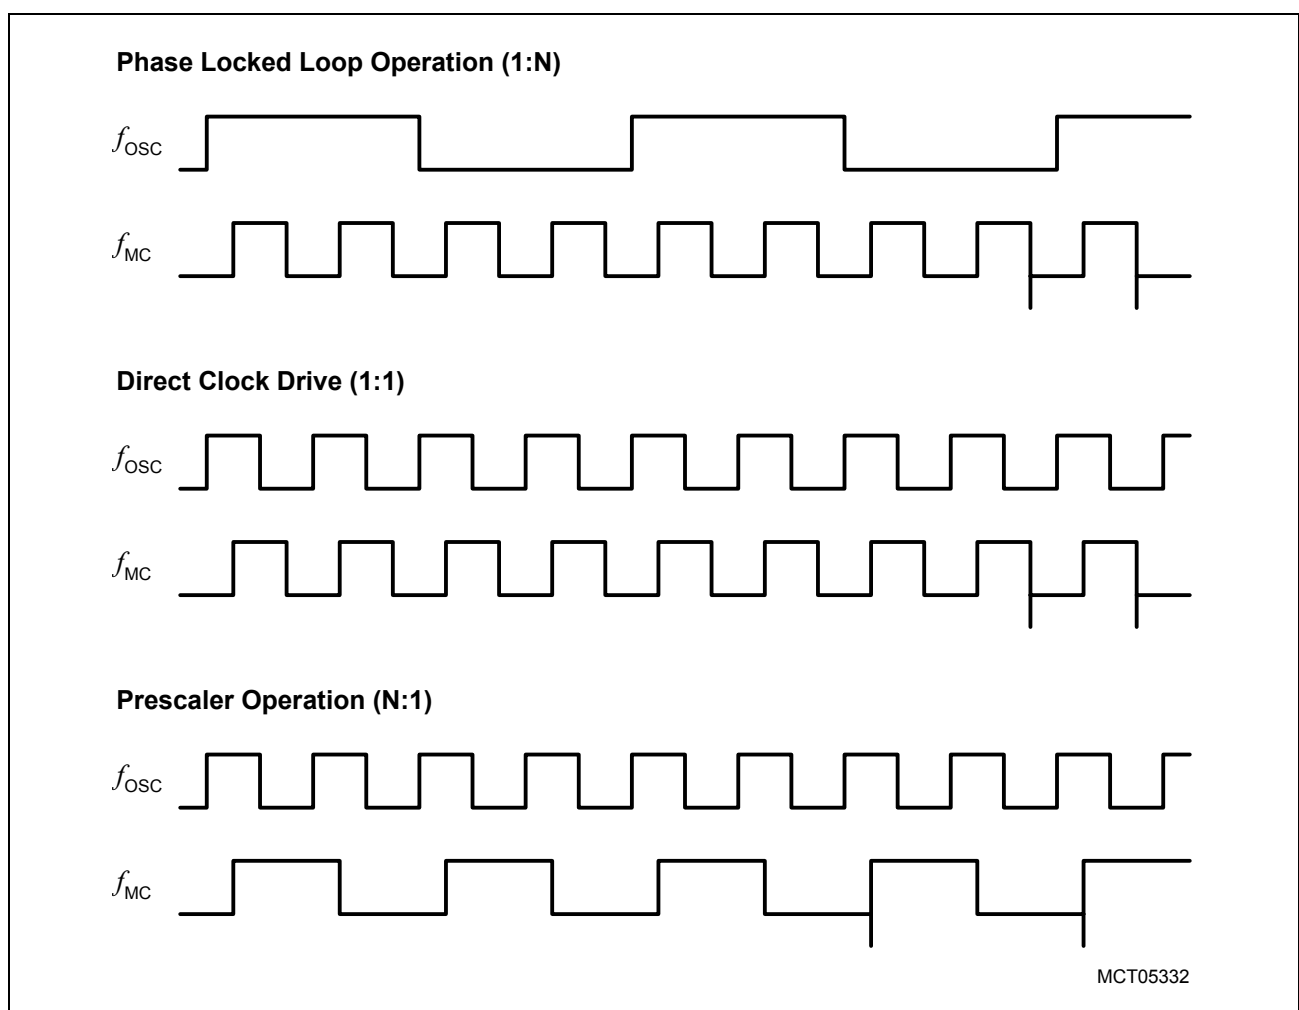 Phase Locked Loop Operation (1:N)
fOSC
fMC
Direct Clock Drive (1:1)
fOSC
fMC
Prescaler Operation (N:1)
fOSC
fMC
MCT05332